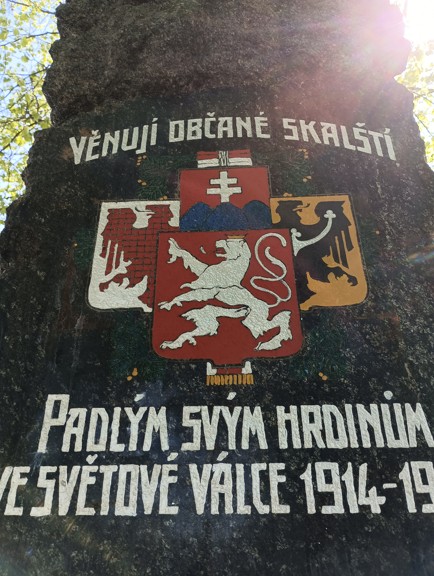 VĚNUJÍ OBČANÉ SKALŠTÍ
PADLÝM SVÝM HRDINŮM
VE SVĚTOVÉ VÁLCE 1914-19